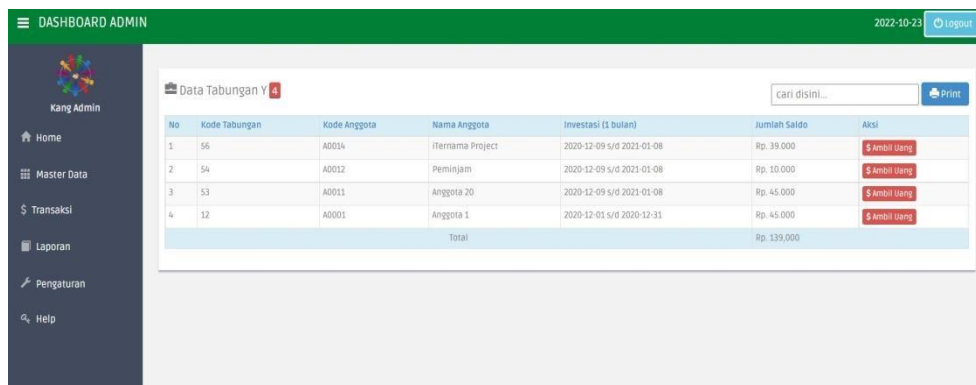 DASHBOARD ADMIN 2022-10-23 Logout
Kang Admin
Home
Master Data
$ Transaksi
Laporan
Pengaturan
Help
Data Tabungan Y 4 cari disini... Print
No Kode Tabungan Kode Anggota Nama Anggota Investasi (1 bulan) Jumlah Saldo Aksi
1 56 A0014 iTernama Project 2020-12-09 s/d 2021-01-08 Rp. 39.000 $ Ambil Uang
2 54 A0012 Peminjam 2020-12-09 s/d 2021-01-08 Rp. 10.000 $ Ambil Uang
3 53 A0011 Anggota 20 2020-12-09 s/d 2021-01-08 Rp. 45.000 $ Ambil Uang
4 12 A0001 Anggota 1 2020-12-01 s/d 2020-12-31 Rp. 45.000 $ Ambil Uang
Total Rp. 139,000